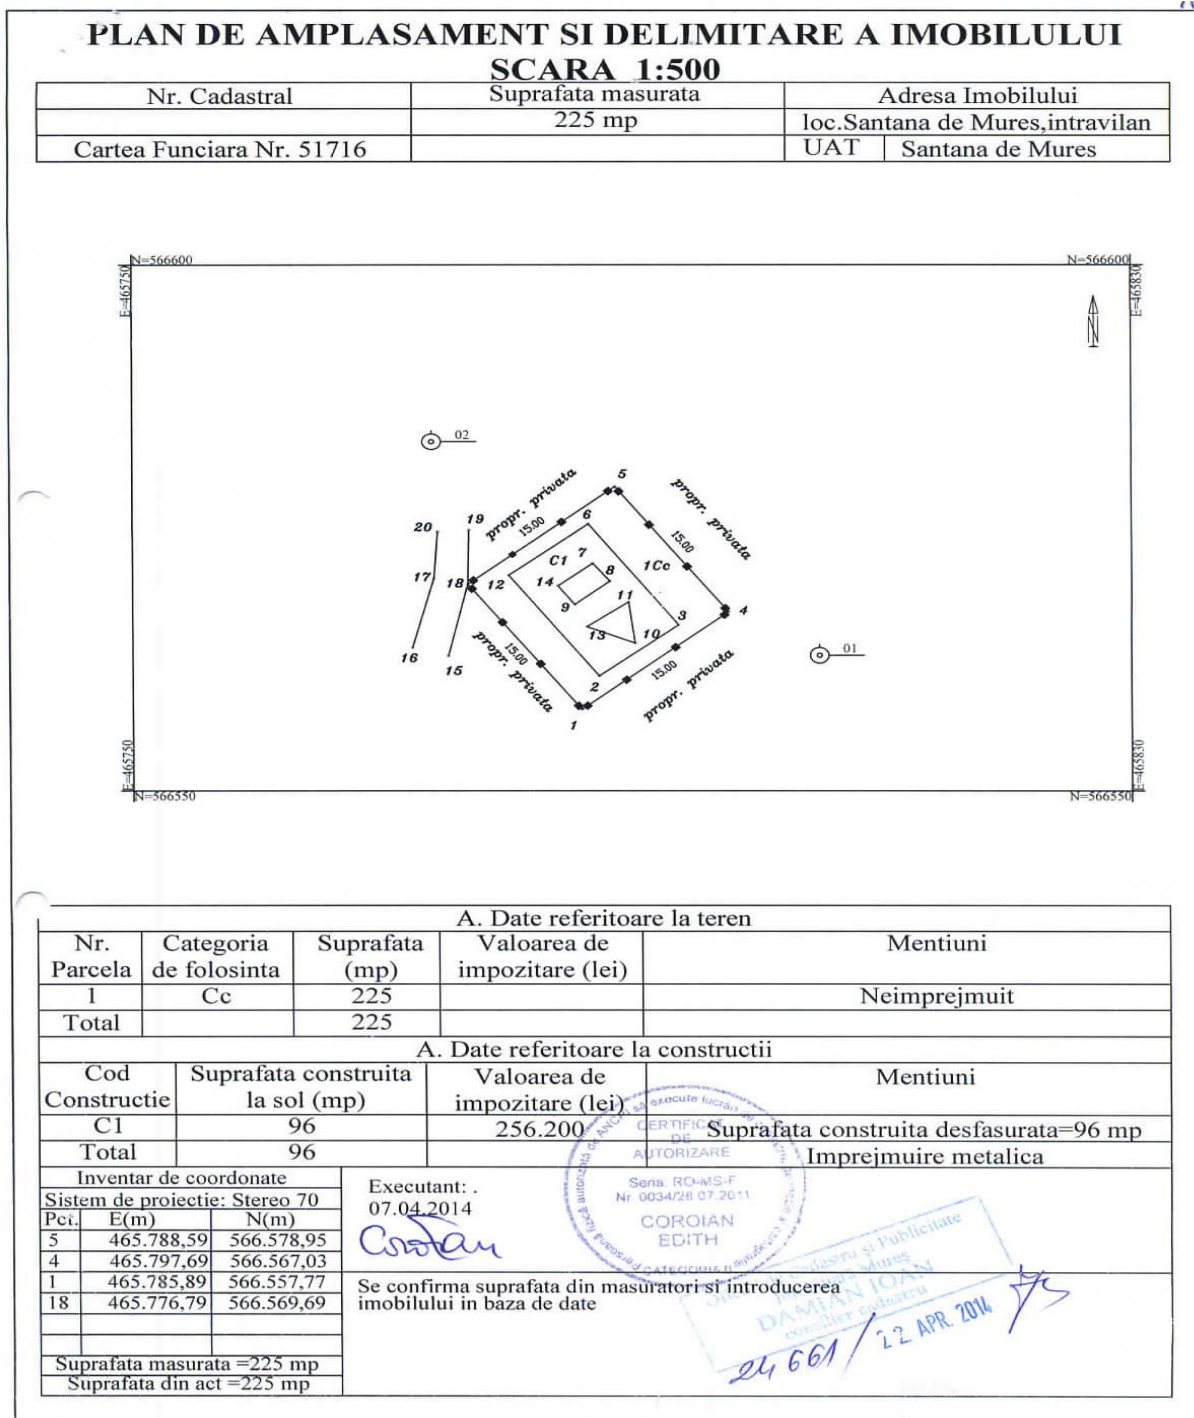 PLAN DE AMPLASAMENT SI DELIMITARE A IMOBILULUI
SCARA 1:500
Nr. Cadastral Suprafata masurata Adresa Imobilului
225 mp loc.Santana de Mures,intravilan
Cartea Funciara Nr. 51716 UAT Santana de Mures
N=566600 N=566600
E=465750 E=465830
N
02
5
propr. privata propr. privata
6
20 19 15.00 15.00
C1 7 1Cc
17 18 12 14 8
9 11
13 10 3 4
16 15 15.00 15.00 01
propr. privata propr. privata
2
1
E=465750 E=465830
N=566550 N=566550
A. Date referitoare la teren
Nr. Parcela Categoria de folosinta Suprafata (mp) Valoarea de impozitare (lei) Mentiuni
1 Cc 225 Neimprejmuit
Total 225
A. Date referitoare la constructii
Cod Constructie Suprafata construita la sol (mp) Valoarea de impozitare (lei) Mentiuni
C1 96 256.200 Suprafata construita desfasurata=96 mp
Total 96 Imprejmuire metalica
Inventar de coordonate
Sistem de proiectie: Stereo 70
Pct. E(m) N(m)
5 465.788,59 566.578,95
4 465.797,69 566.567,03
1 465.785,89 566.557,77
18 465.776,79 566.569,69
Suprafata masurata =225 mp
Suprafata din act =225 mp
Executant: .
07.04.2014
Coroian
CERTIFICAT
DE
AUTORIZARE
Seria: RO-MS-F
Nr 0034/28.07.2011
COROIAN
EDITH
CATEGORIA D
Se confirma suprafata din masuratori si introducerea
imobilului in baza de date
DAMIAN IOAN
consilier cadastru
24 661 / 22. APR. 2014